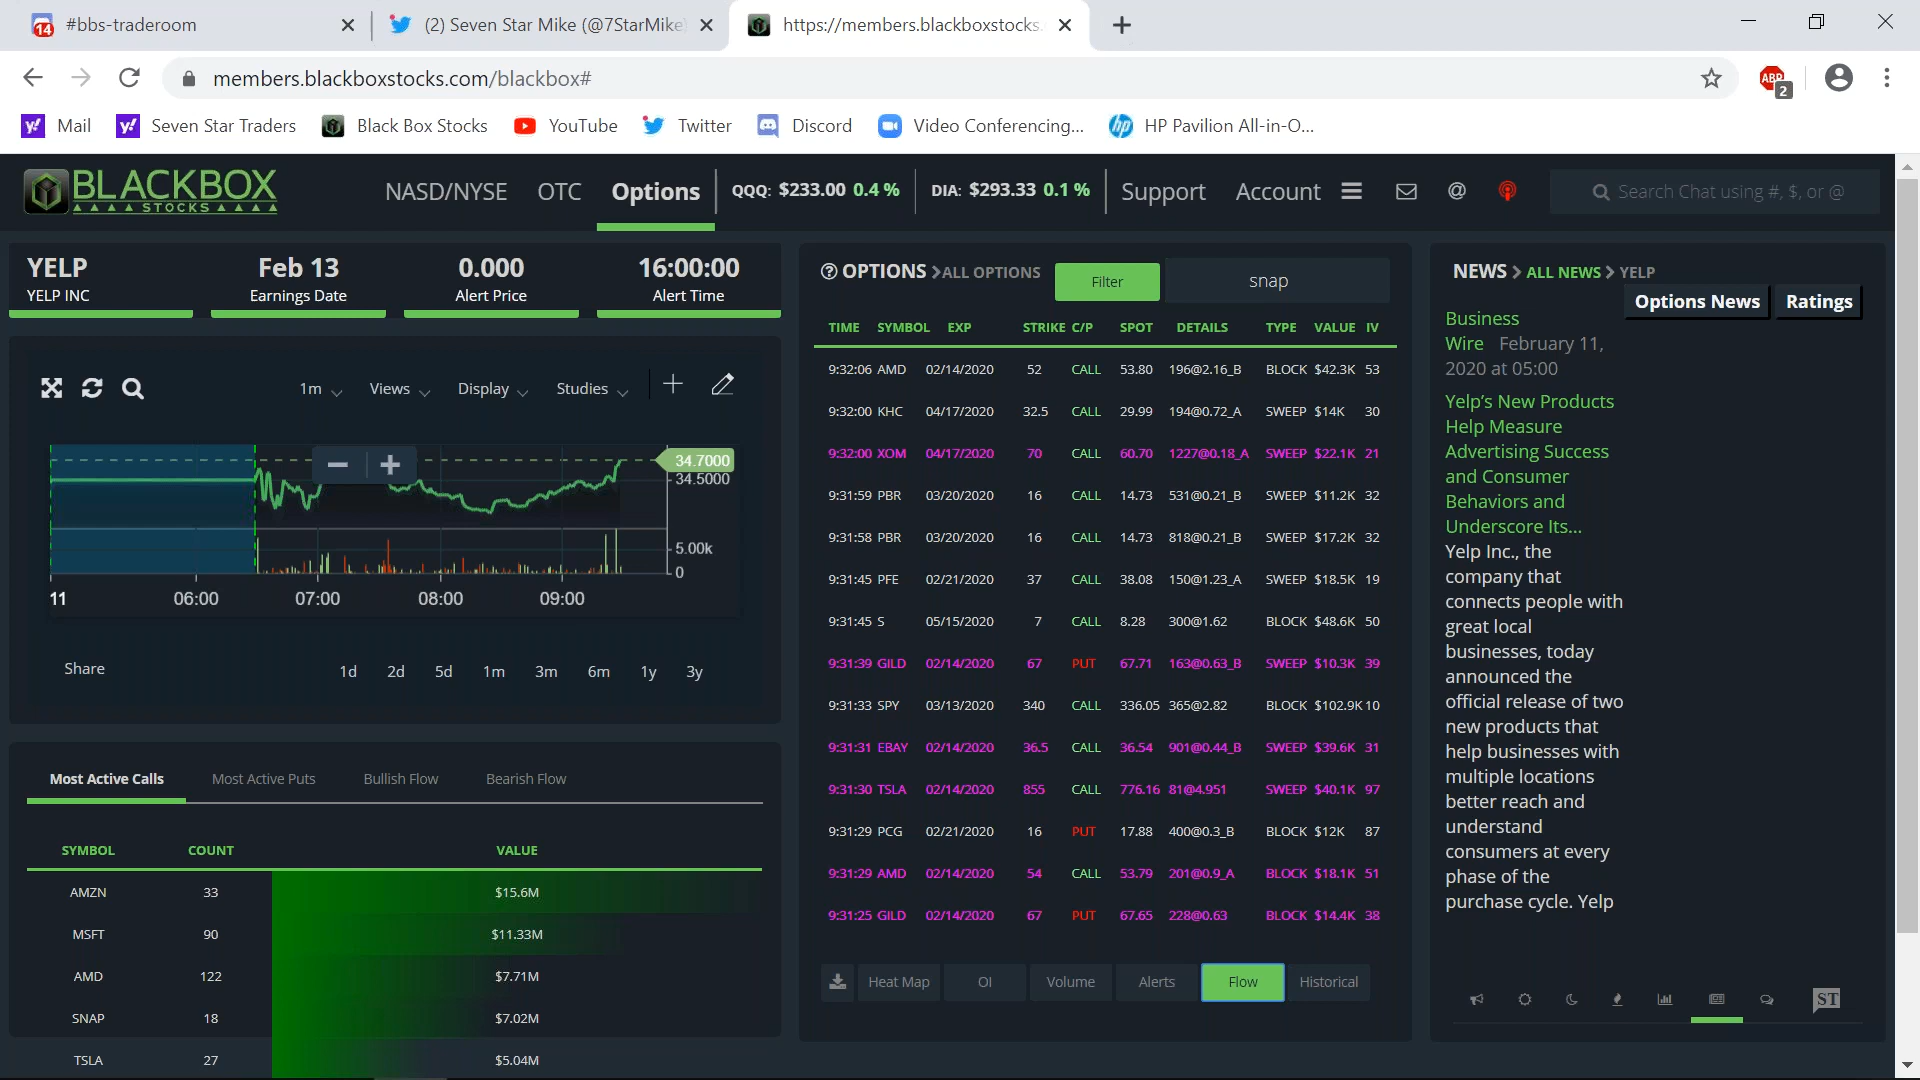 14 #bbs-traderoom
(2) Seven Star Mike (@7StarMike)
https://members.blackboxstocks.
members.blackboxstocks.com/blackbox#
ABP 2
Mail
Seven Star Traders
Black Box Stocks
YouTube
Twitter
Discord
Video Conferencing...
HP Pavilion All-in-O...
BLACKBOX
STOCKS
NASD/NYSE
OTC
Options
QQQ: $233.00 0.4 %
DIA: $293.33 0.1 %
Support
Account
@
Search Chat using #, $, or @
YELP
YELP INC
Feb 13
Earnings Date
0.000
Alert Price
16:00:00
Alert Time
1m
Views
Display
Studies
34.7000
34.5000
5.00k
0
11 06:00 07:00 08:00 09:00
Share
1d 2d 5d 1m 3m 6m 1y 3y
Most Active Calls
Most Active Puts
Bullish Flow
Bearish Flow
SYMBOL COUNT VALUE
AMZN 33 $15.6M
MSFT 90 $11.33M
AMD 122 $7.71M
SNAP 18 $7.02M
TSLA 27 $5.04M
OPTIONS >ALL OPTIONS
Filter
snap
TIME SYMBOL EXP STRIKE C/P SPOT DETAILS TYPE VALUE IV
9:32:06 AMD 02/14/2020 52 CALL 53.80 196@2.16_B BLOCK $42.3K 53
9:32:00 KHC 04/17/2020 32.5 CALL 29.99 194@0.72_A SWEEP $14K 30
9:32:00 XOM 04/17/2020 70 CALL 60.70 1227@0.18_A SWEEP $22.1K 21
9:31:59 PBR 03/20/2020 16 CALL 14.73 531@0.21_B SWEEP $11.2K 32
9:31:58 PBR 03/20/2020 16 CALL 14.73 818@0.21_B SWEEP $17.2K 32
9:31:45 PFE 02/21/2020 37 CALL 38.08 150@1.23_A SWEEP $18.5K 19
9:31:45 S 05/15/2020 7 CALL 8.28 300@1.62 BLOCK $48.6K 50
9:31:39 GILD 02/14/2020 67 PUT 67.71 163@0.63_B SWEEP $10.3K 39
9:31:33 SPY 03/13/2020 340 CALL 336.05 365@2.82 BLOCK $102.9K 10
9:31:31 EBAY 02/14/2020 36.5 CALL 36.54 901@0.44_B SWEEP $39.6K 31
9:31:30 TSLA 02/14/2020 855 CALL 776.16 81@4.951 SWEEP $40.1K 97
9:31:29 PCG 02/21/2020 16 PUT 17.88 400@0.3_B BLOCK $12K 87
9:31:29 AMD 02/14/2020 54 CALL 53.79 201@0.9_A BLOCK $18.1K 51
9:31:25 GILD 02/14/2020 67 PUT 67.65 228@0.63 BLOCK $14.4K 38
Heat Map
OI
Volume
Alerts
Flow
Historical
NEWS > ALL NEWS > YELP
Options News
Ratings
Business
Wire February 11,
2020 at 05:00
Yelp's New Products
Help Measure
Advertising Success
and Consumer
Behaviors and
Underscore Its...
Yelp Inc., the
company that
connects people with
great local
businesses, today
announced the
official release of two
new products that
help businesses with
multiple locations
better reach and
understand
consumers at every
phase of the
purchase cycle. Yelp
ST